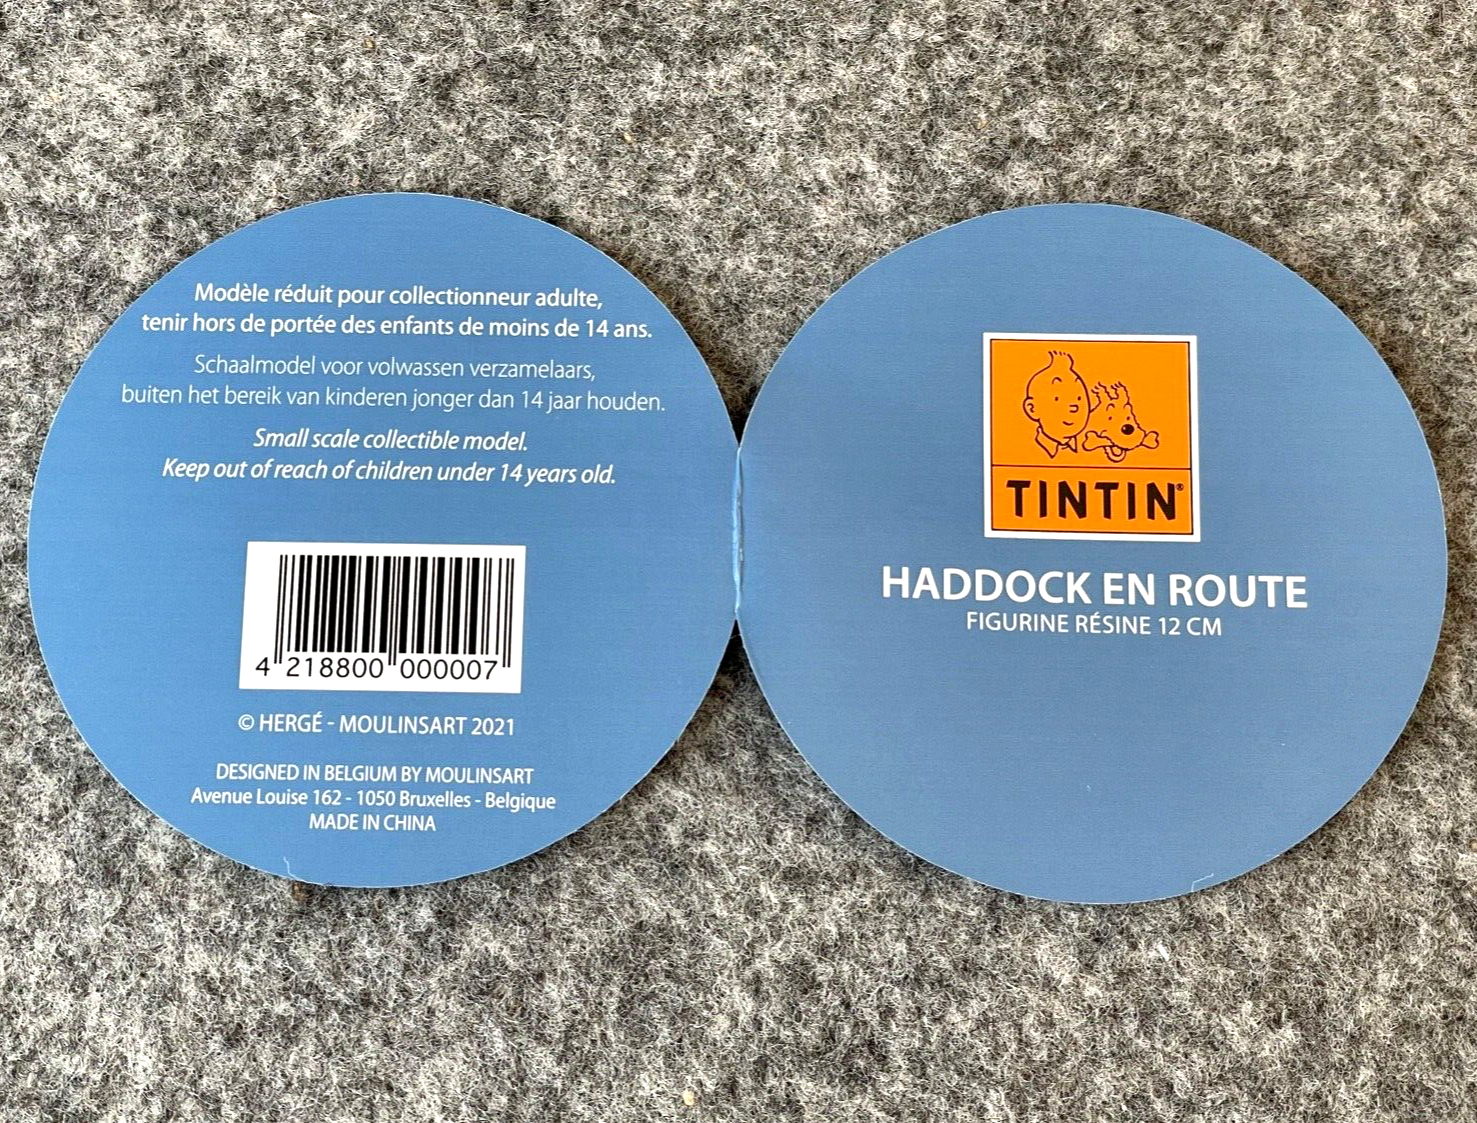 Modèle réduit pour collectionneur adulte,
tenir hors de portée des enfants de moins de 14 ans.
Schaalmodel voor volwassen verzamelaars,
buiten het bereik van kinderen jonger dan 14 jaar houden.
Small scale collectible model.
Keep out of reach of children under 14 years old.
4 218800 000007
© HERGÉ - MOULINSART 2021
DESIGNED IN BELGIUM BY MOULINSART
Avenue Louise 162 - 1050 Bruxelles - Belgique
MADE IN CHINA
TINTIN®
HADDOCK EN ROUTE
FIGURINE RÉSINE 12 CM